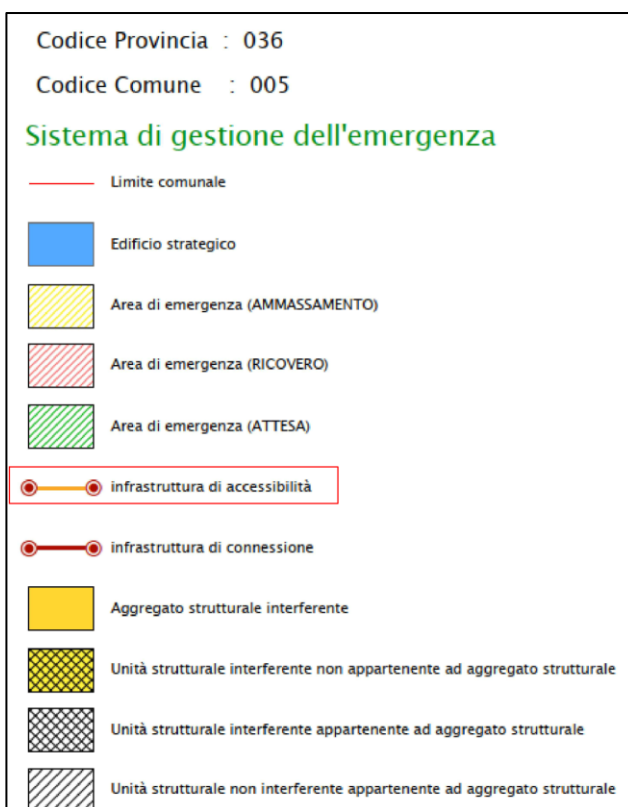 Codice Provincia : 036
Codice Comune : 005
Sistema di gestione dell'emergenza
Limite comunale
Edificio strategico
Area di emergenza (AMMASSAMENTO)
Area di emergenza (RICOVERO)
Area di emergenza (ATTESA)
infrastruttura di accessibilità
infrastruttura di connessione
Aggregato strutturale interferente
Unità strutturale interferente non appartenente ad aggregato strutturale
Unità strutturale interferente appartenente ad aggregato strutturale
Unità strutturale non interferente appartenente ad aggregato strutturale